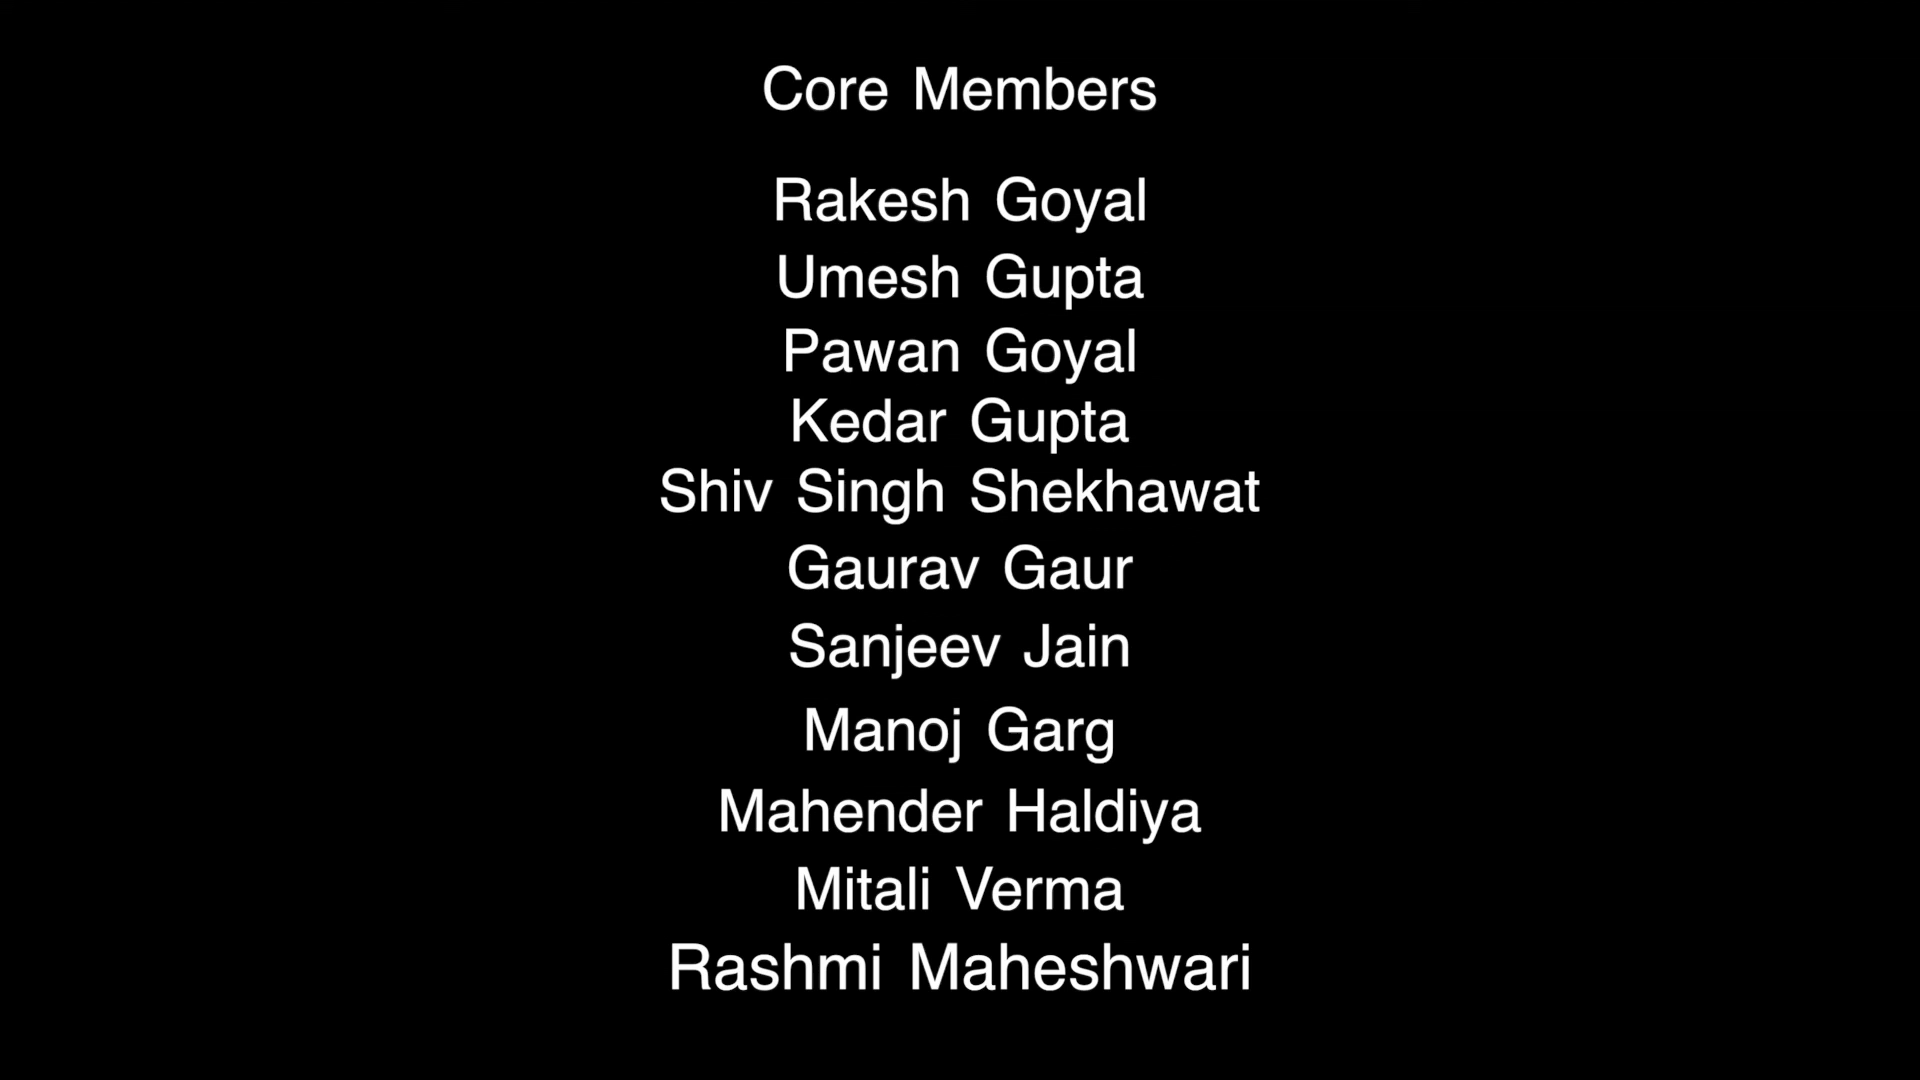 Core Members
Rakesh Goyal
Umesh Gupta
Pawan Goyal
Kedar Gupta
Shiv Singh Shekhawat
Gaurav Gaur
Sanjeev Jain
Manoj Garg
Mahender Haldiya
Mitali Verma
Rashmi Maheshwari